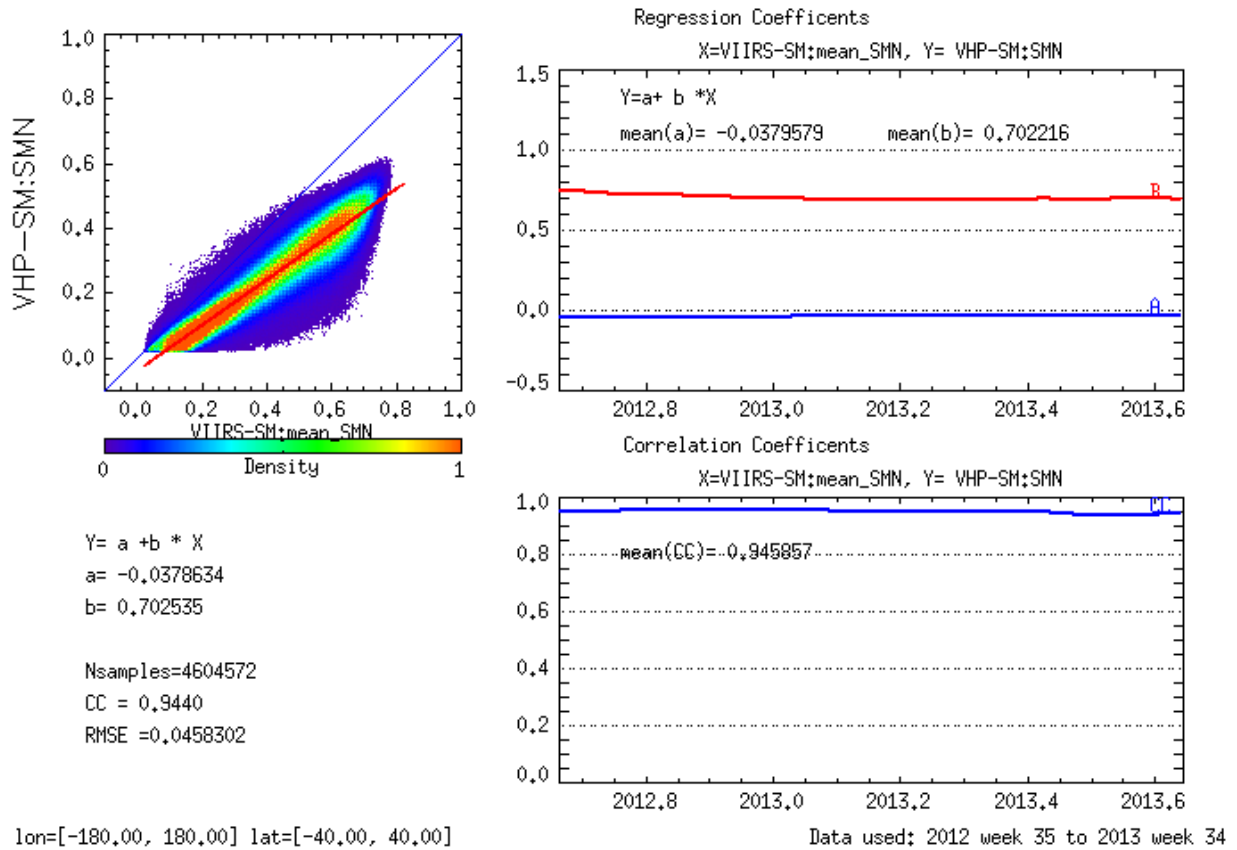 1.0
0.8
0.6
0.4
0.2
0.0
VHP-SM:SMN
0.0 0.2 0.4 0.6 0.8 1.0
VIIRS-SM:mean_SMN
0 Density 1
Y= a +b * X
a= -0.0378634
b= 0.702535
Nsamples=4604572
CC = 0.9440
RMSE =0.0458302
Regression Coefficents
X=VIIRS-SM:mean_SMN, Y= VHP-SM:SMN
1.5
1.0
0.5
0.0
-0.5
Y=a+ b *X
mean(a)= -0.0379579 mean(b)= 0.702216
B
A
2012.8 2013.0 2013.2 2013.4 2013.6
Correlation Coefficents
X=VIIRS-SM:mean_SMN, Y= VHP-SM:SMN
1.0
0.8
0.6
0.4
0.2
0.0
mean(CC)= 0.945857
2012.8 2013.0 2013.2 2013.4 2013.6
lon=[-180.00, 180.00] lat=[-40.00, 40.00]
Data used: 2012 week 35 to 2013 week 34